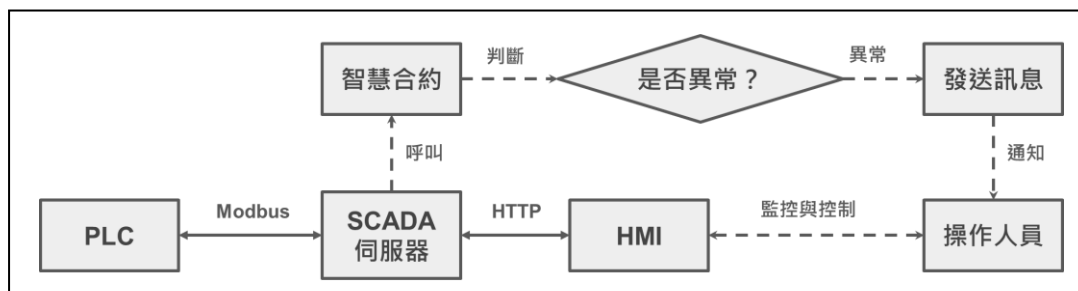 判斷
異常
智慧合約
是否異常？
發送訊息
呼叫
通知
Modbus
HTTP
監控與控制
PLC
SCADA
伺服器
HMI
操作人員